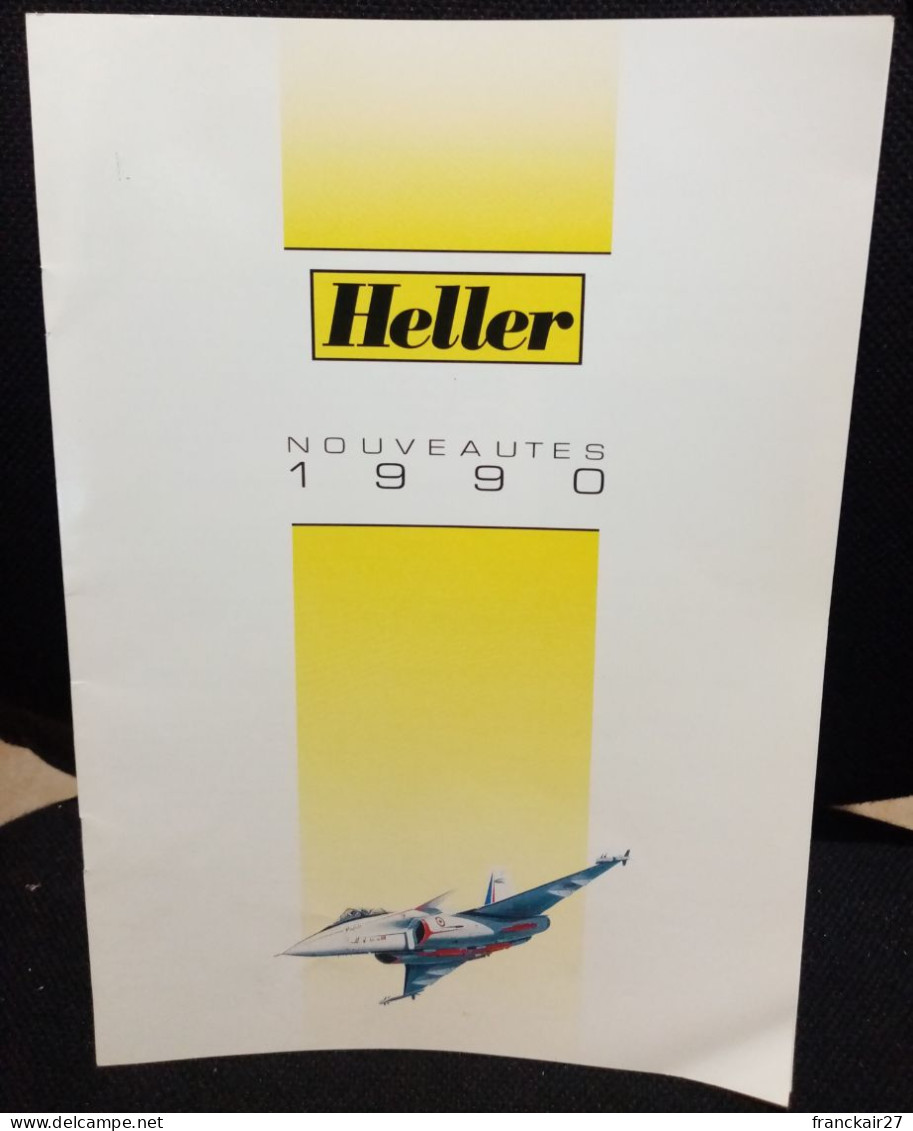 Heller
NOUVEAUTES
1990
www.delcampe.net
franckair27